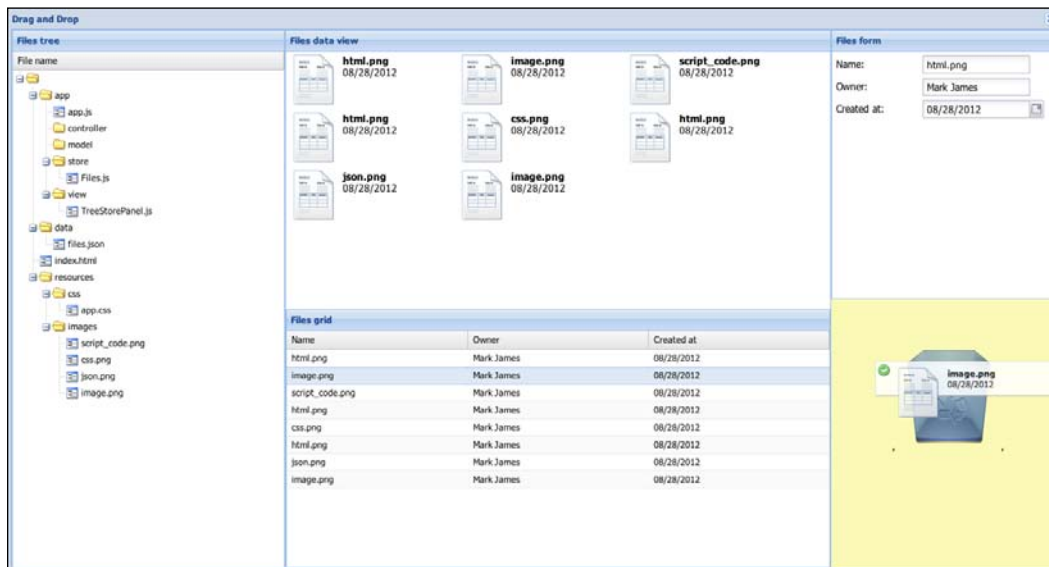 Drag and Drop
Files tree
File name
app
app.js
controller
model
store
Files.js
view
TreeStorePanel.js
data
files.json
index.html
resources
css
app.css
images
script_code.png
css.png
json.png
image.png
Files data view
html.png
08/28/2012
image.png
08/28/2012
script_code.png
08/28/2012
html.png
08/28/2012
css.png
08/28/2012
html.png
08/28/2012
json.png
08/28/2012
image.png
08/28/2012
Files grid
Name Owner Created at
html.png Mark James 08/28/2012
image.png Mark James 08/28/2012
script_code.png Mark James 08/28/2012
html.png Mark James 08/28/2012
css.png Mark James 08/28/2012
html.png Mark James 08/28/2012
json.png Mark James 08/28/2012
image.png Mark James 08/28/2012
Files form
Name: html.png
Owner: Mark James
Created at: 08/28/2012
image.png
08/28/2012